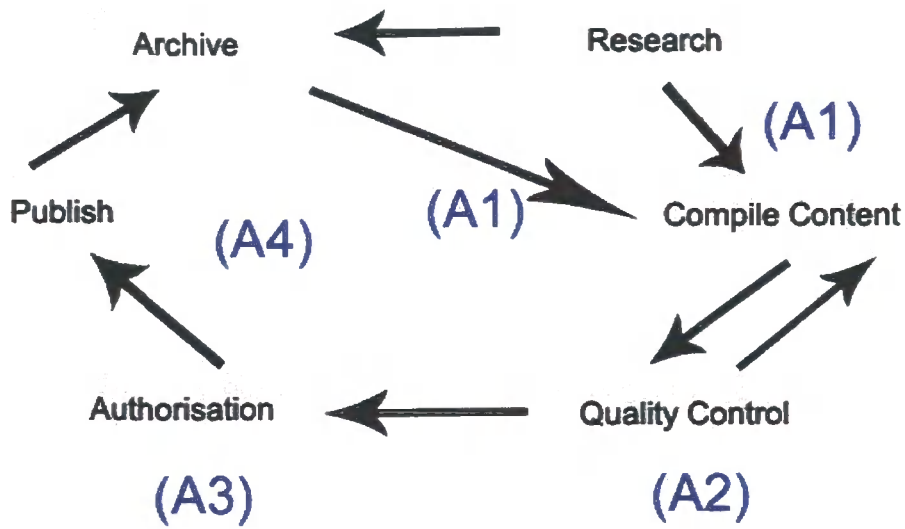 Archive
Research
(A1)
Publish
(A4)
(A1)
Compile Content
Authorisation
Quality Control
(A3)
(A2)